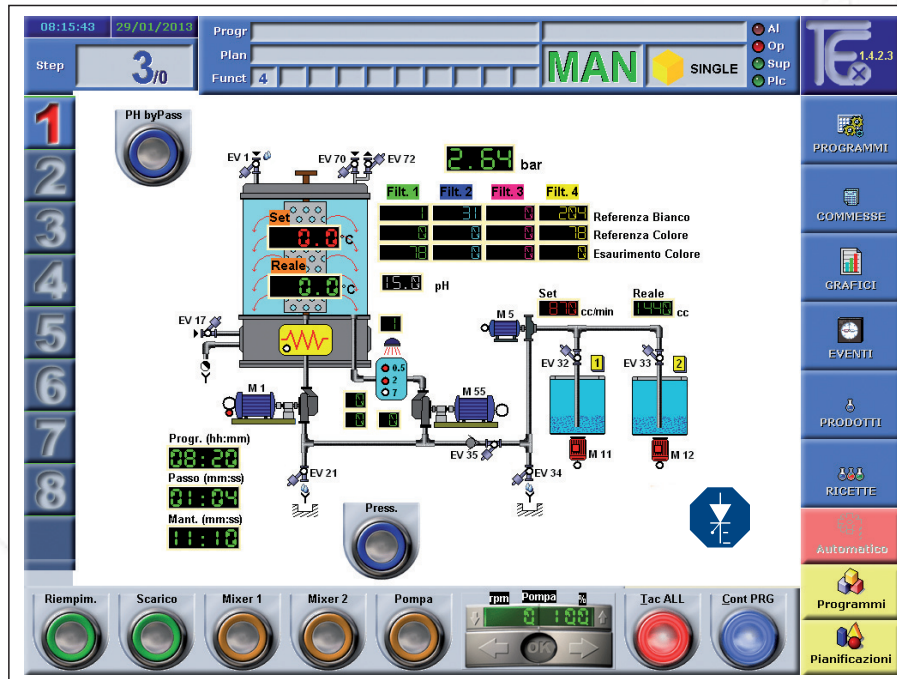 08:15:43 29/01/2013
Progr
Al
Step
3/0
Plan
Op
MAN
SINGLE
Sup
Funct 4
Plc
1.4.2.3
1
2
3
4
5
6
7
8
PH byPass
EV 1
EV 70
EV 72
2.64 bar
Filt. 1 Filt. 2 Filt. 3 Filt. 4
1 31 0 204 Referenza Bianco
0 0 0 78 Referenza Colore
78 0 0 0 Esaurimento Colore
Set
0.0 °C
Reale
0.0 °C
15.0 pH
EV 17
1
0.5
2
7
M 1
M 55
0
0 0
M 5
Set Reale
870 cc/min 1440 cc
EV 32 1
EV 33 2
M 11
M 12
EV 21
EV 35
EV 34
Progr. (hh:mm)
08:20
Passo (mm:ss)
01:04
Mant. (mm:ss)
11:10
Press.
PROGRAMMI
COMMESSE
GRAFICI
EVENTI
PRODOTTI
RICETTE
Automatico
Programmi
Pianificazioni
Riempim.
Scarico
Mixer 1
Mixer 2
Pompa
rpm Pompa %
0 100
OK
Tac ALL
Cont PRG